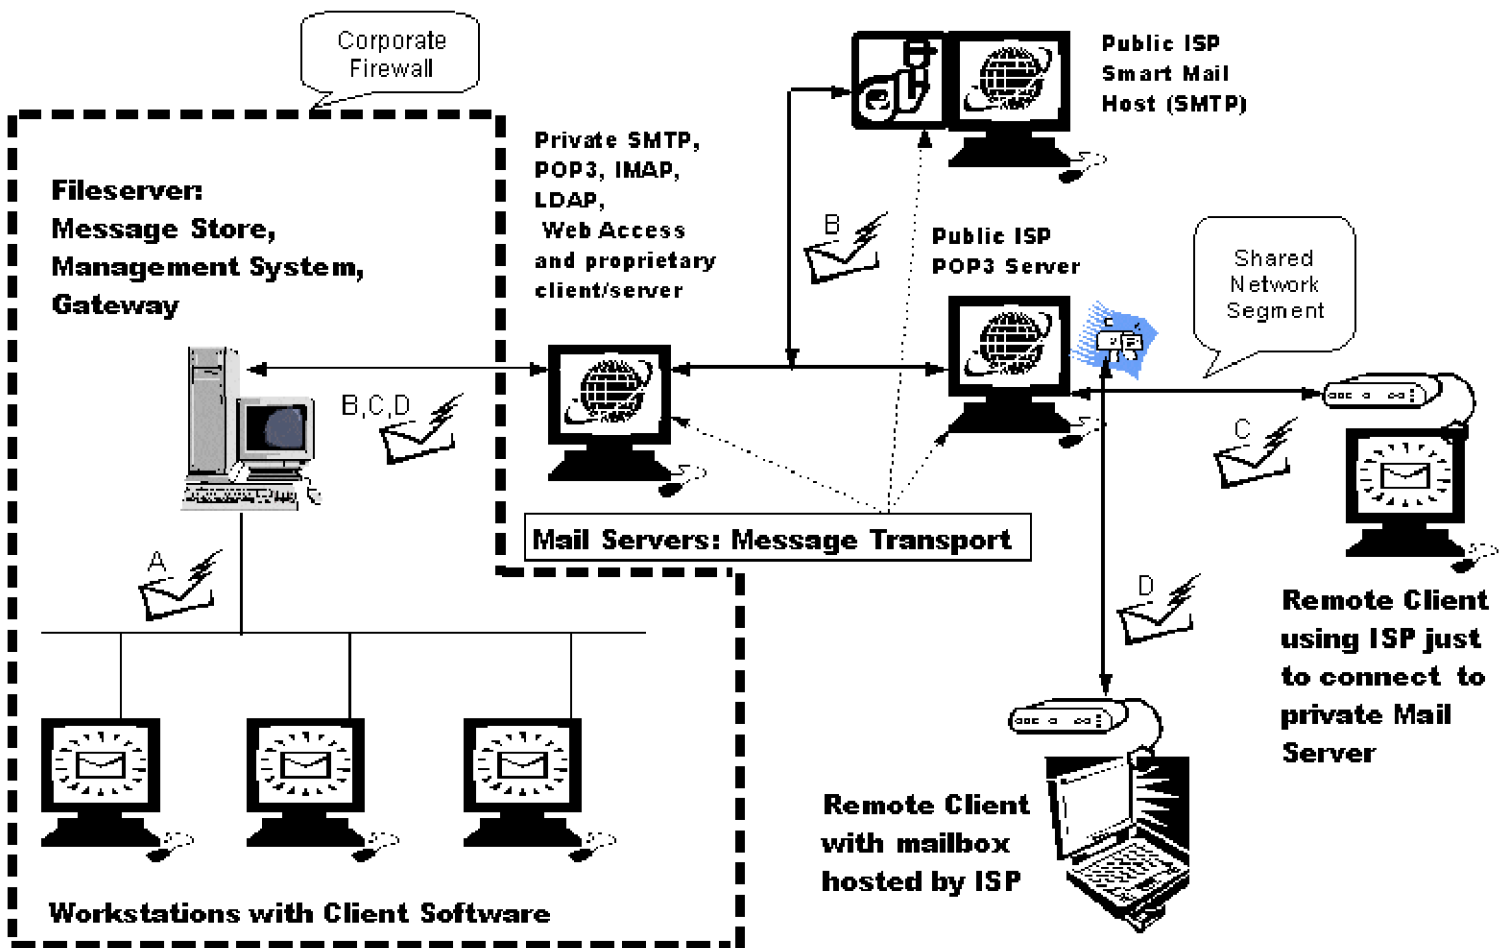 Corporate
Firewall
Public ISP
Smart Mail
Host (SMTP)
Private SMTP,
POP3, IMAP,
LDAP,
Web Access
and proprietary
client/server
Fileserver:
Message Store,
Management System,
Gateway
B
Public ISP
POP3 Server
Shared
Network
Segment
B,C,D
C
Mail Servers: Message Transport
A
D
Remote Client
using ISP just
to connect to
private Mail
Server
Remote Client
with mailbox
hosted by ISP
Workstations with Client Software